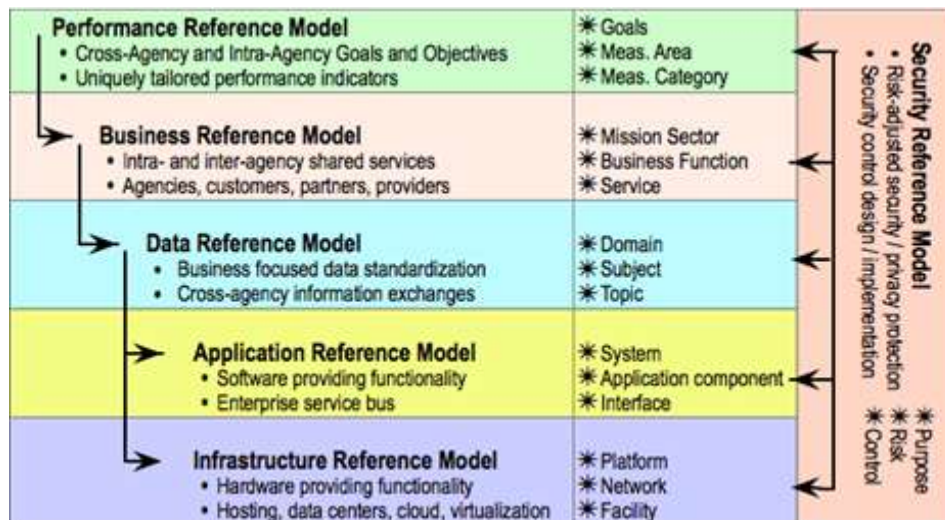 Performance Reference Model
• Cross-Agency and Intra-Agency Goals and Objectives
• Uniquely tailored performance indicators
✷ Goals
✷ Meas. Area
✷ Meas. Category
Business Reference Model
• Intra- and inter-agency shared services
• Agencies, customers, partners, providers
✷ Mission Sector
✷ Business Function
✷ Service
Data Reference Model
• Business focused data standardization
• Cross-agency information exchanges
✷ Domain
✷ Subject
✷ Topic
Application Reference Model
• Software providing functionality
• Enterprise service bus
✷ System
✷ Application component
✷ Interface
Infrastructure Reference Model
• Hardware providing functionality
• Hosting, data centers, cloud, virtualization
✷ Platform
✷ Network
✷ Facility
Security Reference Model
• Risk-adjusted security / privacy protection
• Security control design / implementation
✷ Purpose
✷ Risk
✷ Control